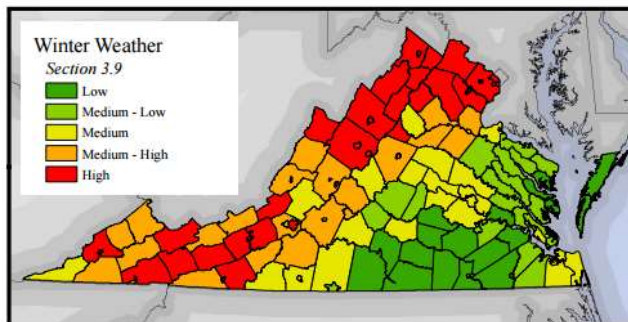 Winter Weather
Section 3.9
Low
Medium - Low
Medium
Medium - High
High